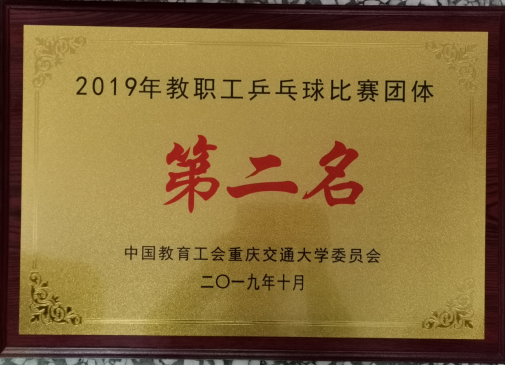 2019年教职工乒乓球比赛团体
第二名
中国教育工会重庆交通大学委员会
二〇一九年十月